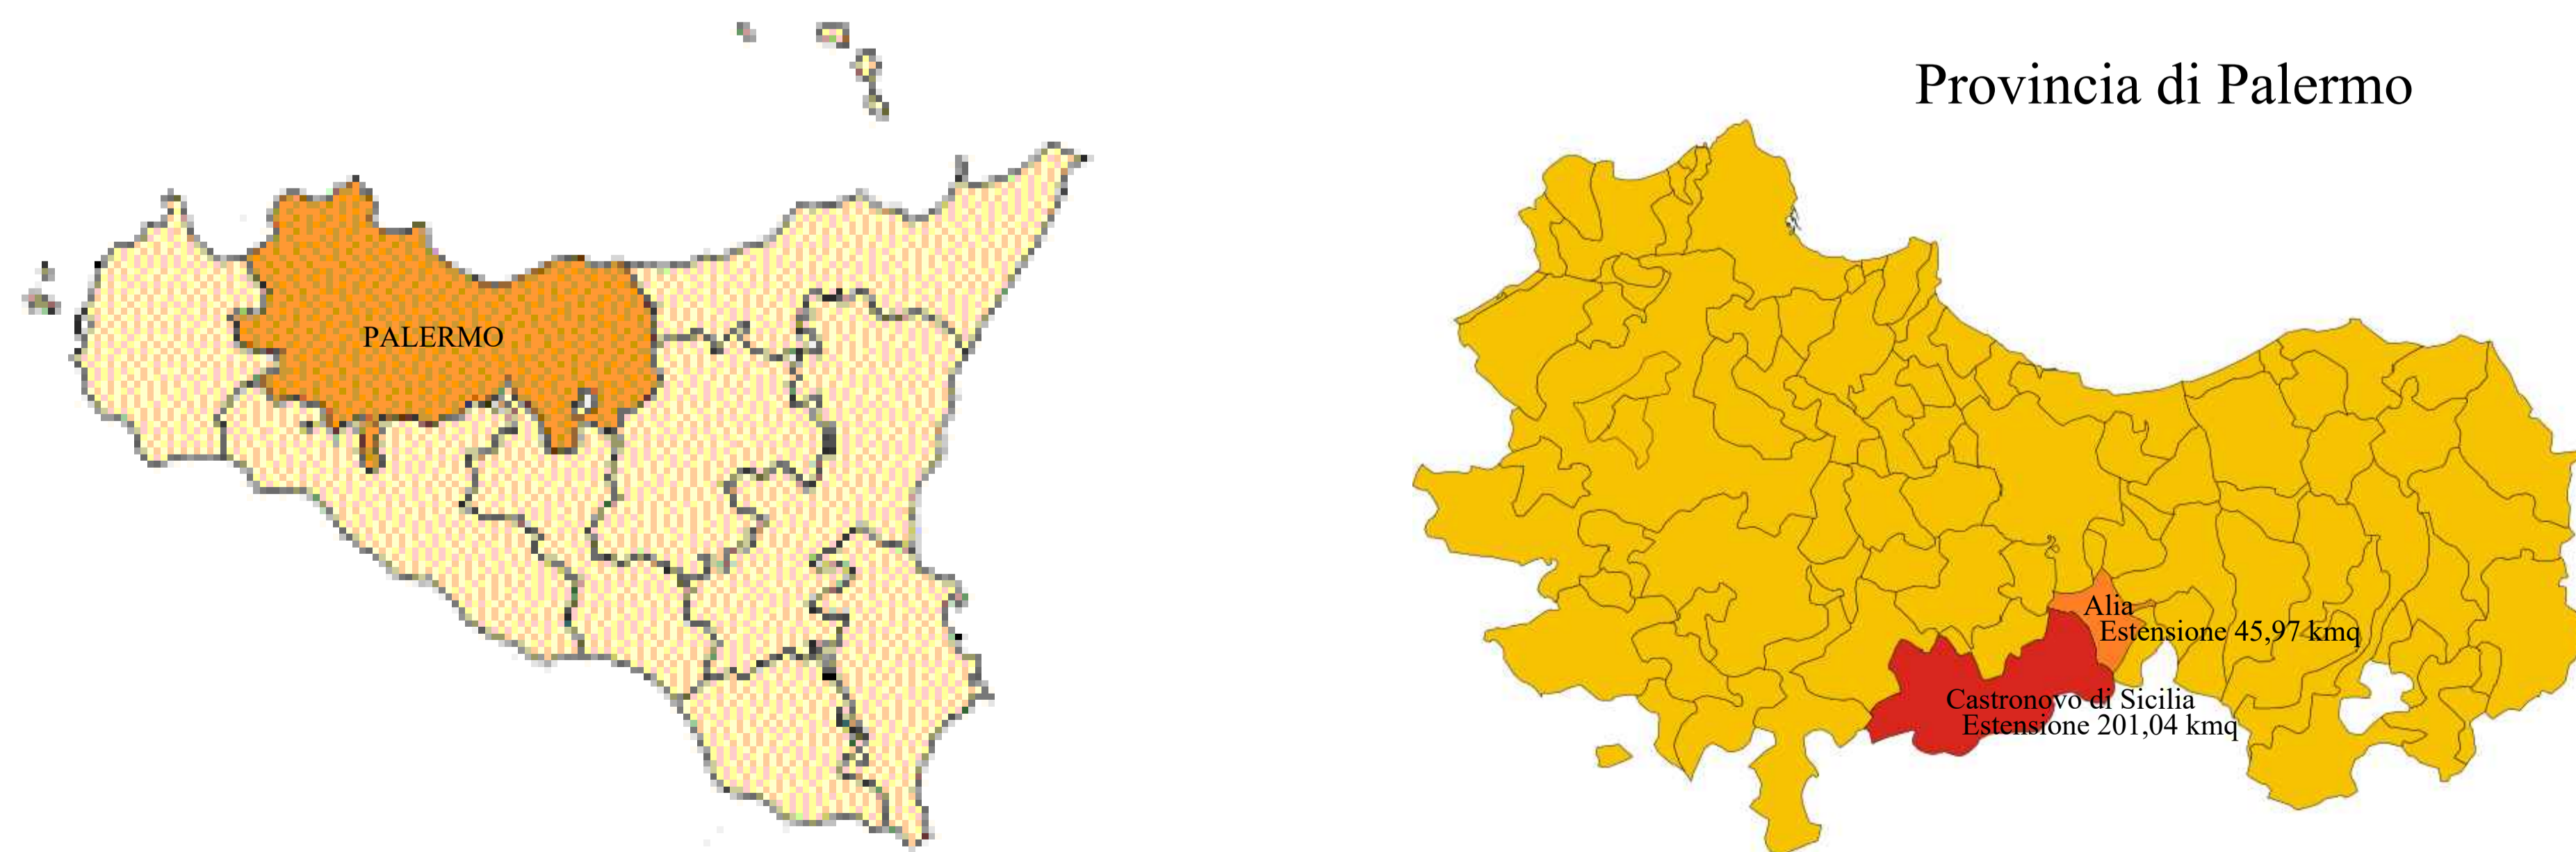 PALERMO
Provincia di Palermo
Alia
Estensione 45,97 kmq
Castronovo di Sicilia
Estensione 201,04 kmq